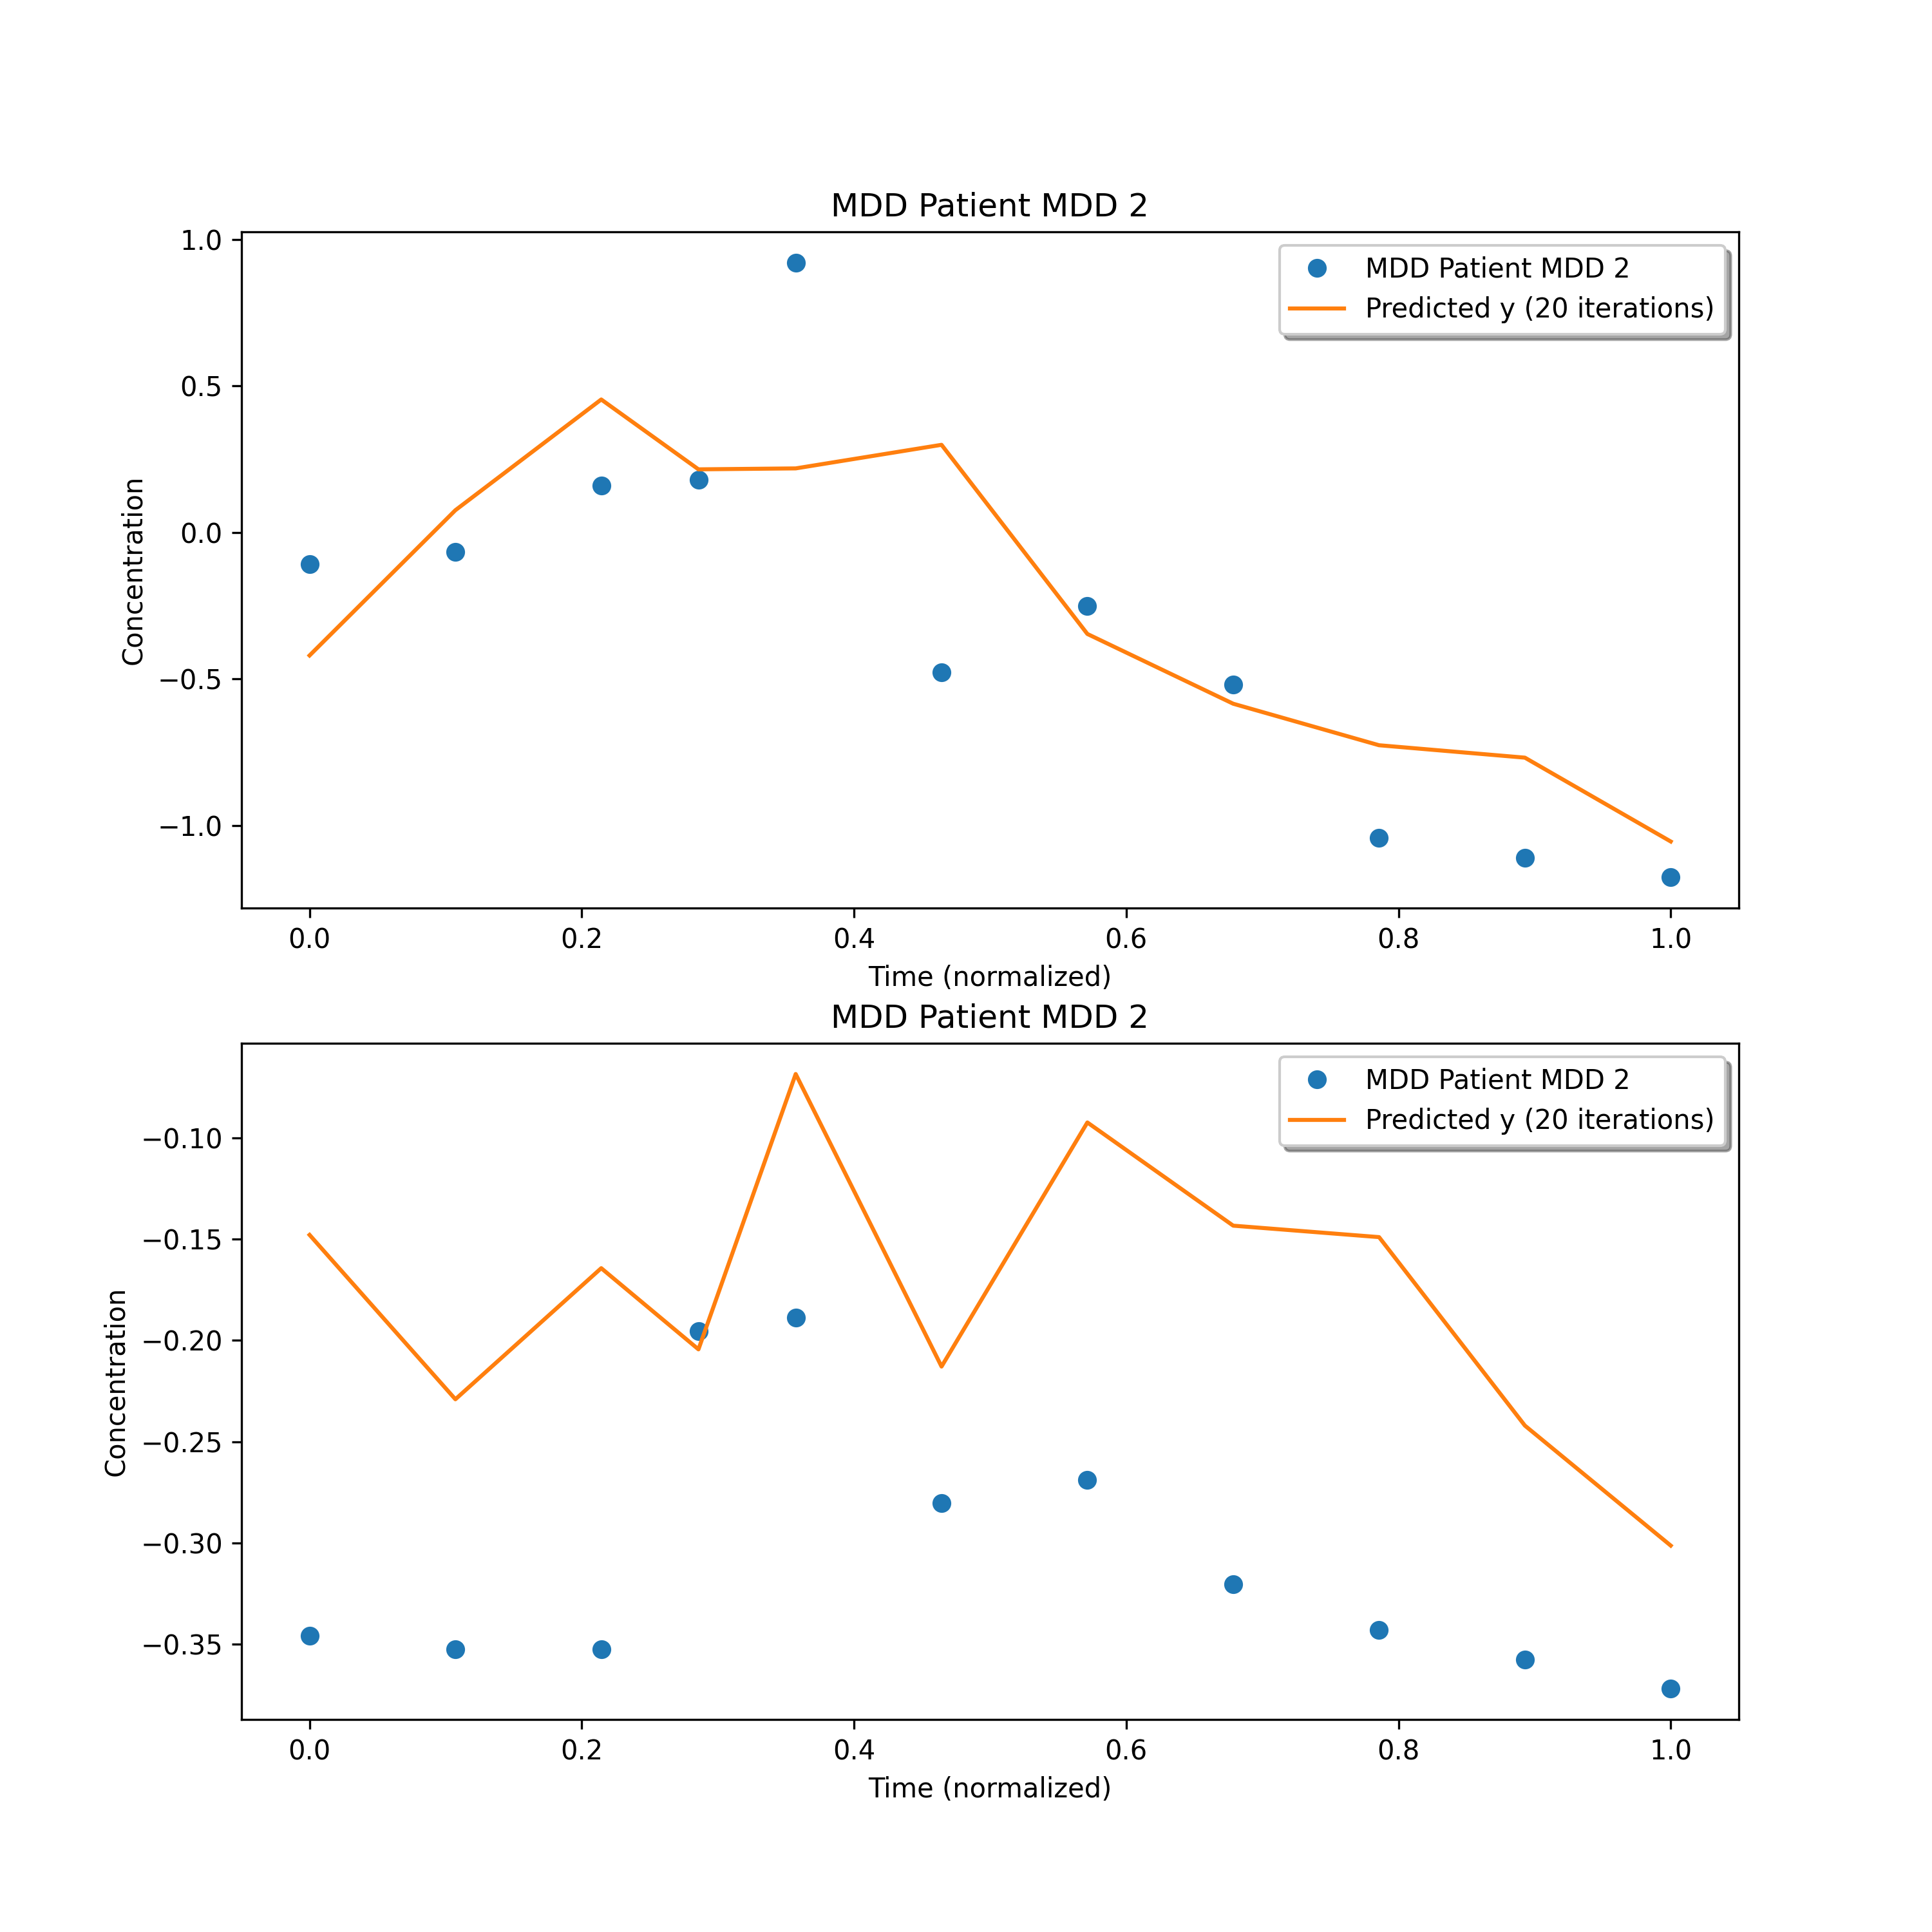 MDD Patient MDD 2
MDD Patient MDD 2
Predicted y (20 iterations)
1.0
0.5
0.0
−0.5
−1.0
Concentration
0.0 0.2 0.4 0.6 0.8 1.0
Time (normalized)
MDD Patient MDD 2
MDD Patient MDD 2
Predicted y (20 iterations)
−0.10
−0.15
−0.20
−0.25
−0.30
−0.35
Concentration
0.0 0.2 0.4 0.6 0.8 1.0
Time (normalized)